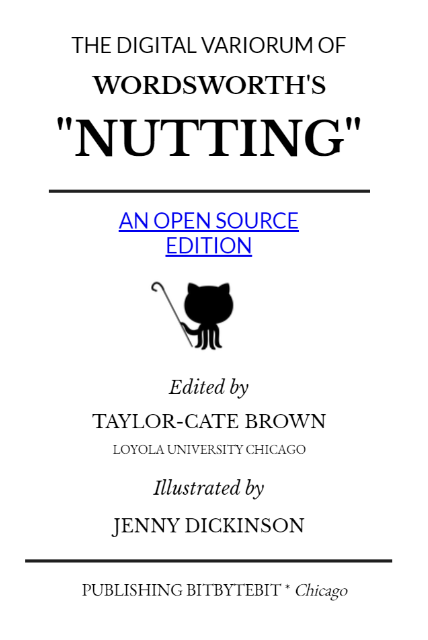 THE DIGITAL VARIORUM OF
WORDSWORTH'S
"NUTTING"
AN OPEN SOURCE
EDITION
Edited by
TAYLOR-CATE BROWN
LOYOLA UNIVERSITY CHICAGO
Illustrated by
JENNY DICKINSON
PUBLISHING BITBYTEBIT * Chicago